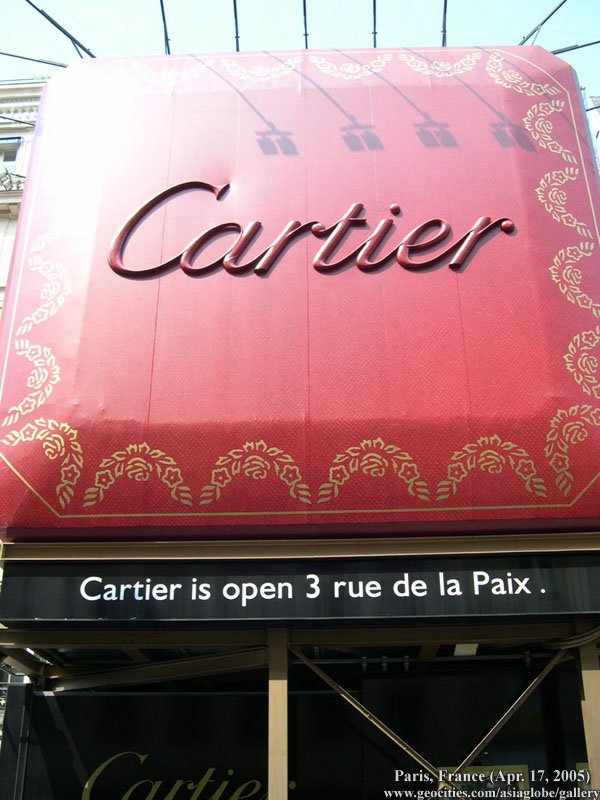 Cartier
Cartier is open 3 rue de la Paix .
Cartier
Paris, France (Apr. 17, 2005)
www.geocities.com/asiaglobe/gallery